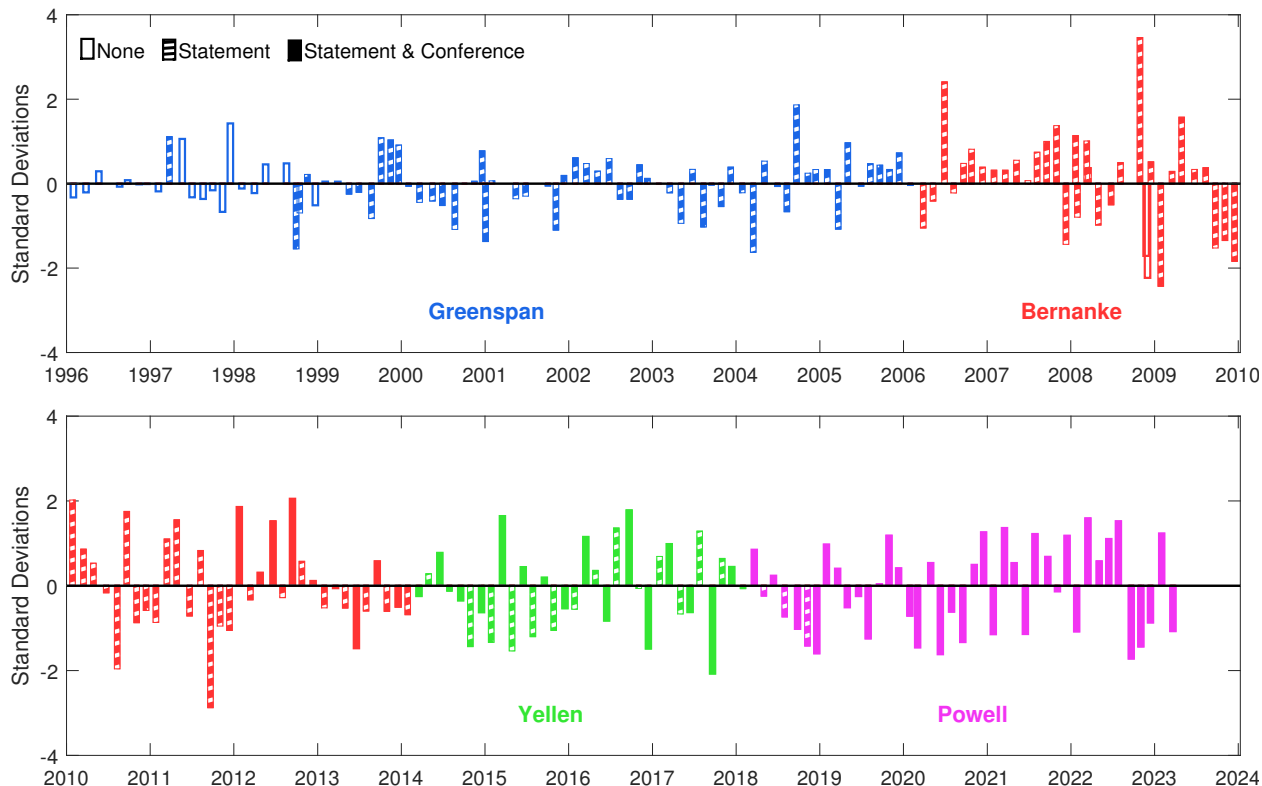 4
None Statement Statement & Conference
2
Standard Deviations
0
-2
Greenspan Bernanke
-4
1996 1997 1998 1999 2000 2001 2002 2003 2004 2005 2006 2007 2008 2009 2010
4
2
Standard Deviations
0
-2
Yellen Powell
-4
2010 2011 2012 2013 2014 2015 2016 2017 2018 2019 2020 2021 2022 2023 2024